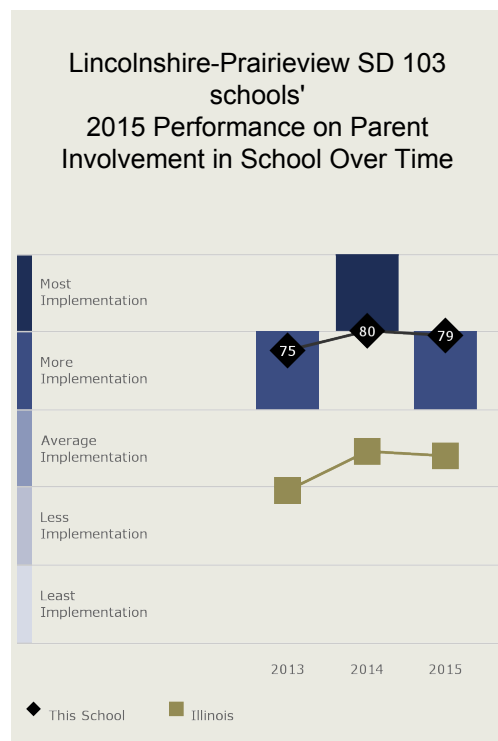 Lincolnshire-Prairieview SD 103
schools'
2015 Performance on Parent
Involvement in School Over Time
Most
Implementation
80
75
79
More
Implementation
Average
Implementation
Less
Implementation
Least
Implementation
2013 2014 2015
This School Illinois